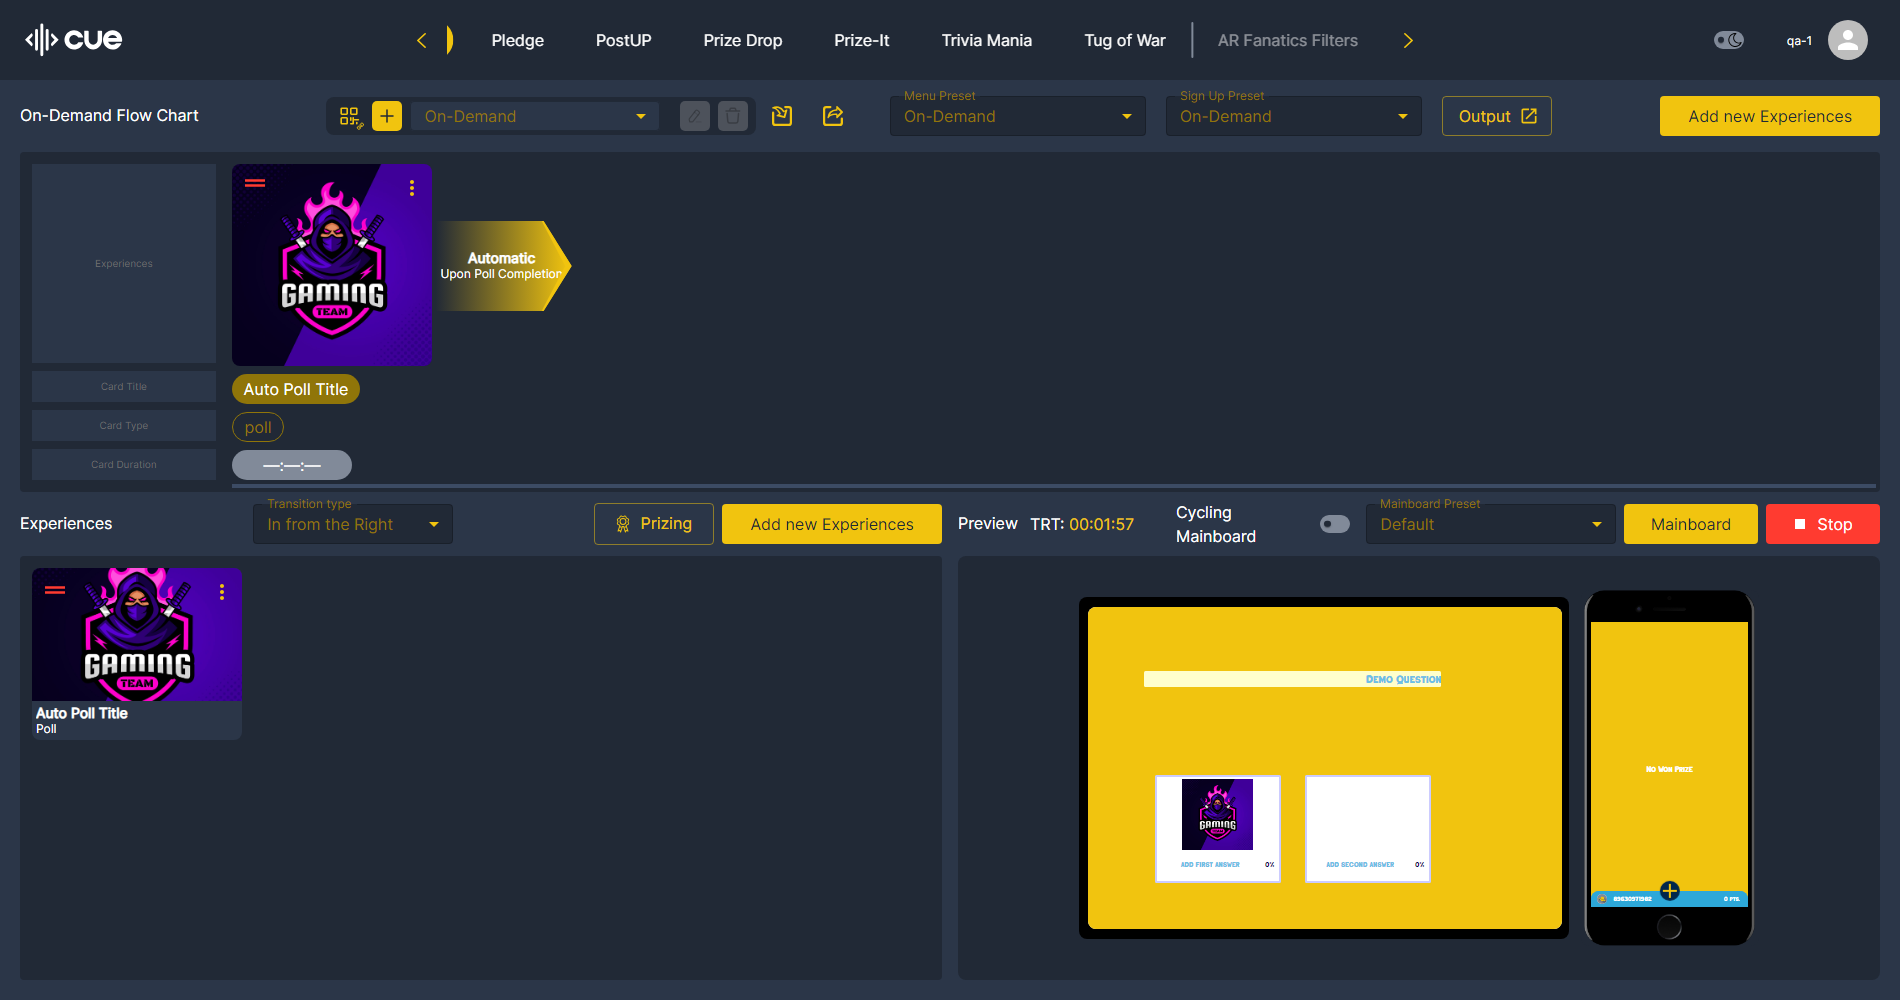 cue
Pledge
PostUP
Prize Drop
Prize-It
Trivia Mania
Tug of War
AR Fanatics Filters
qa-1
On-Demand Flow Chart
On-Demand
Menu Preset
On-Demand
Sign Up Preset
On-Demand
Output
Add new Experiences
Experiences
GAMING
TEAM
Automatic
Upon Poll Completion
Card Title
Auto Poll Title
Card Type
poll
Card Duration
—:—:—
Experiences
Transition type
In from the Right
Prizing
Add new Experiences
Preview
TRT: 00:01:57
Cycling
Mainboard
Mainboard Preset
Default
Mainboard
Stop
GAMING
TEAM
Auto Poll Title
Poll
Demo Question
GAMING
ADD FIRST ANSWER
0%
ADD SECOND ANSWER
0%
No Won Prize
0 PTS.